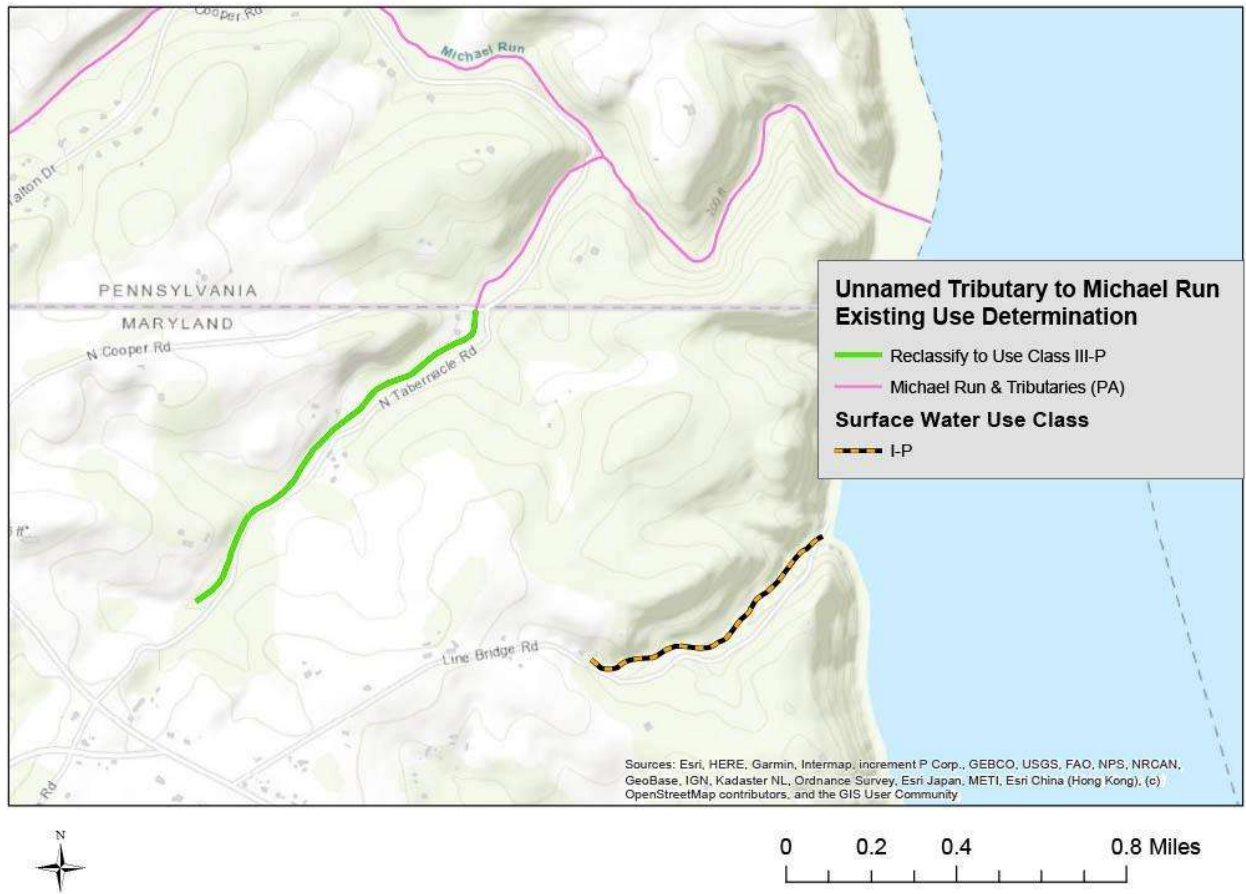 Cooper Rd
Michael Run
Talton Dr
200 ft
PENNSYLVANIA
MARYLAND
N Cooper Rd
N Tabernacle Rd
Line Bridge Rd
Rd
Unnamed Tributary to Michael Run
Existing Use Determination
Reclassify to Use Class III-P
Michael Run & Tributaries (PA)
Surface Water Use Class
I-P
Sources: Esri, HERE, Garmin, Intermap, increment P Corp., GEBCO, USGS, FAO, NPS, NRCAN,
GeoBase, IGN, Kadaster NL, Ordnance Survey, Esri Japan, METI, Esri China (Hong Kong), (c)
OpenStreetMap contributors, and the GIS User Community
N
0 0.2 0.4 0.8 Miles